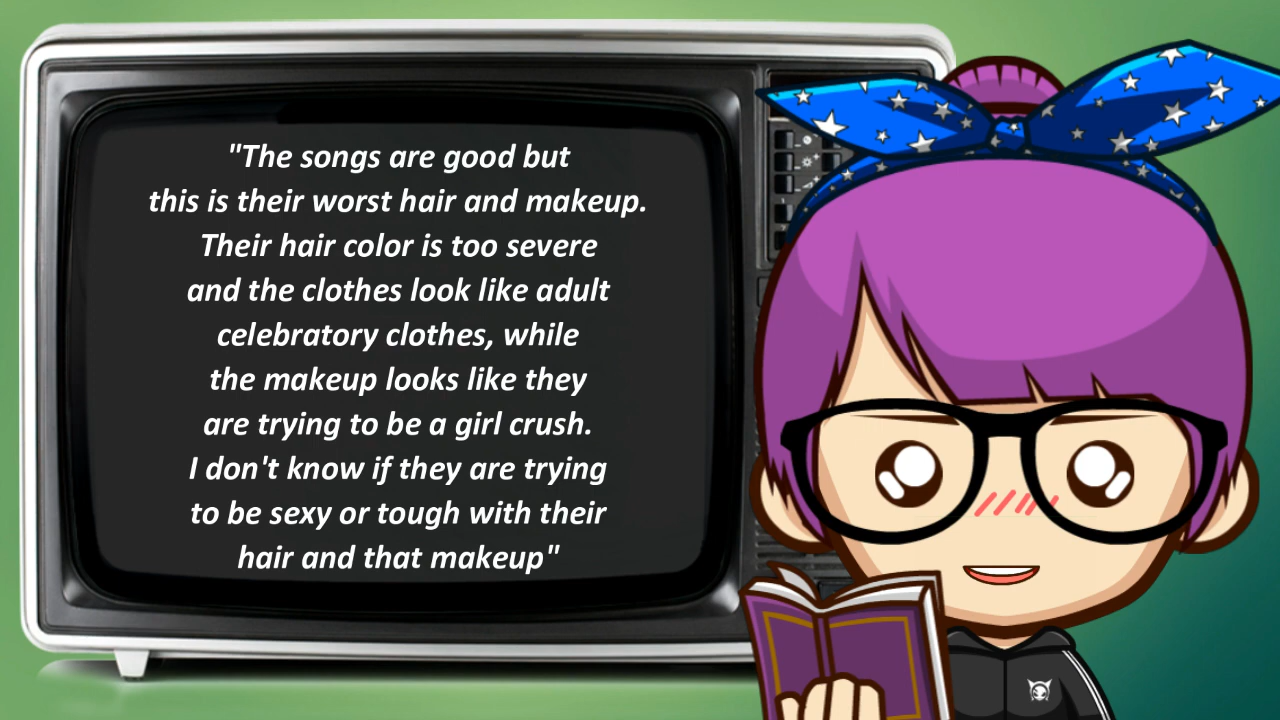 "The songs are good but
this is their worst hair and makeup.
Their hair color is too severe
and the clothes look like adult
celebratory clothes, while
the makeup looks like they
are trying to be a girl crush.
I don't know if they are trying
to be sexy or tough with their
hair and that makeup"